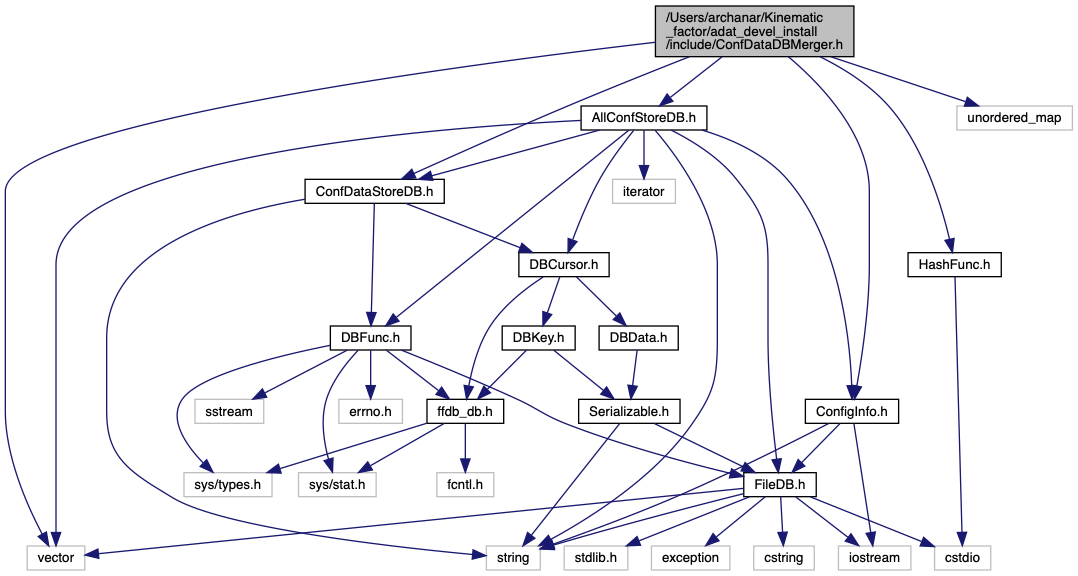 /Users/archanar/Kinematic
_factor/adat_devel_install
/include/ConfDataDBMerger.h
AllConfStoreDB.h
unordered_map
ConfDataStoreDB.h
iterator
DBCursor.h
HashFunc.h
DBFunc.h
DBKey.h
DBData.h
sstream
errno.h
ffdb_db.h
Serializable.h
ConfigInfo.h
sys/types.h
sys/stat.h
fcntl.h
FileDB.h
vector
string
stdlib.h
exception
cstring
iostream
cstdio